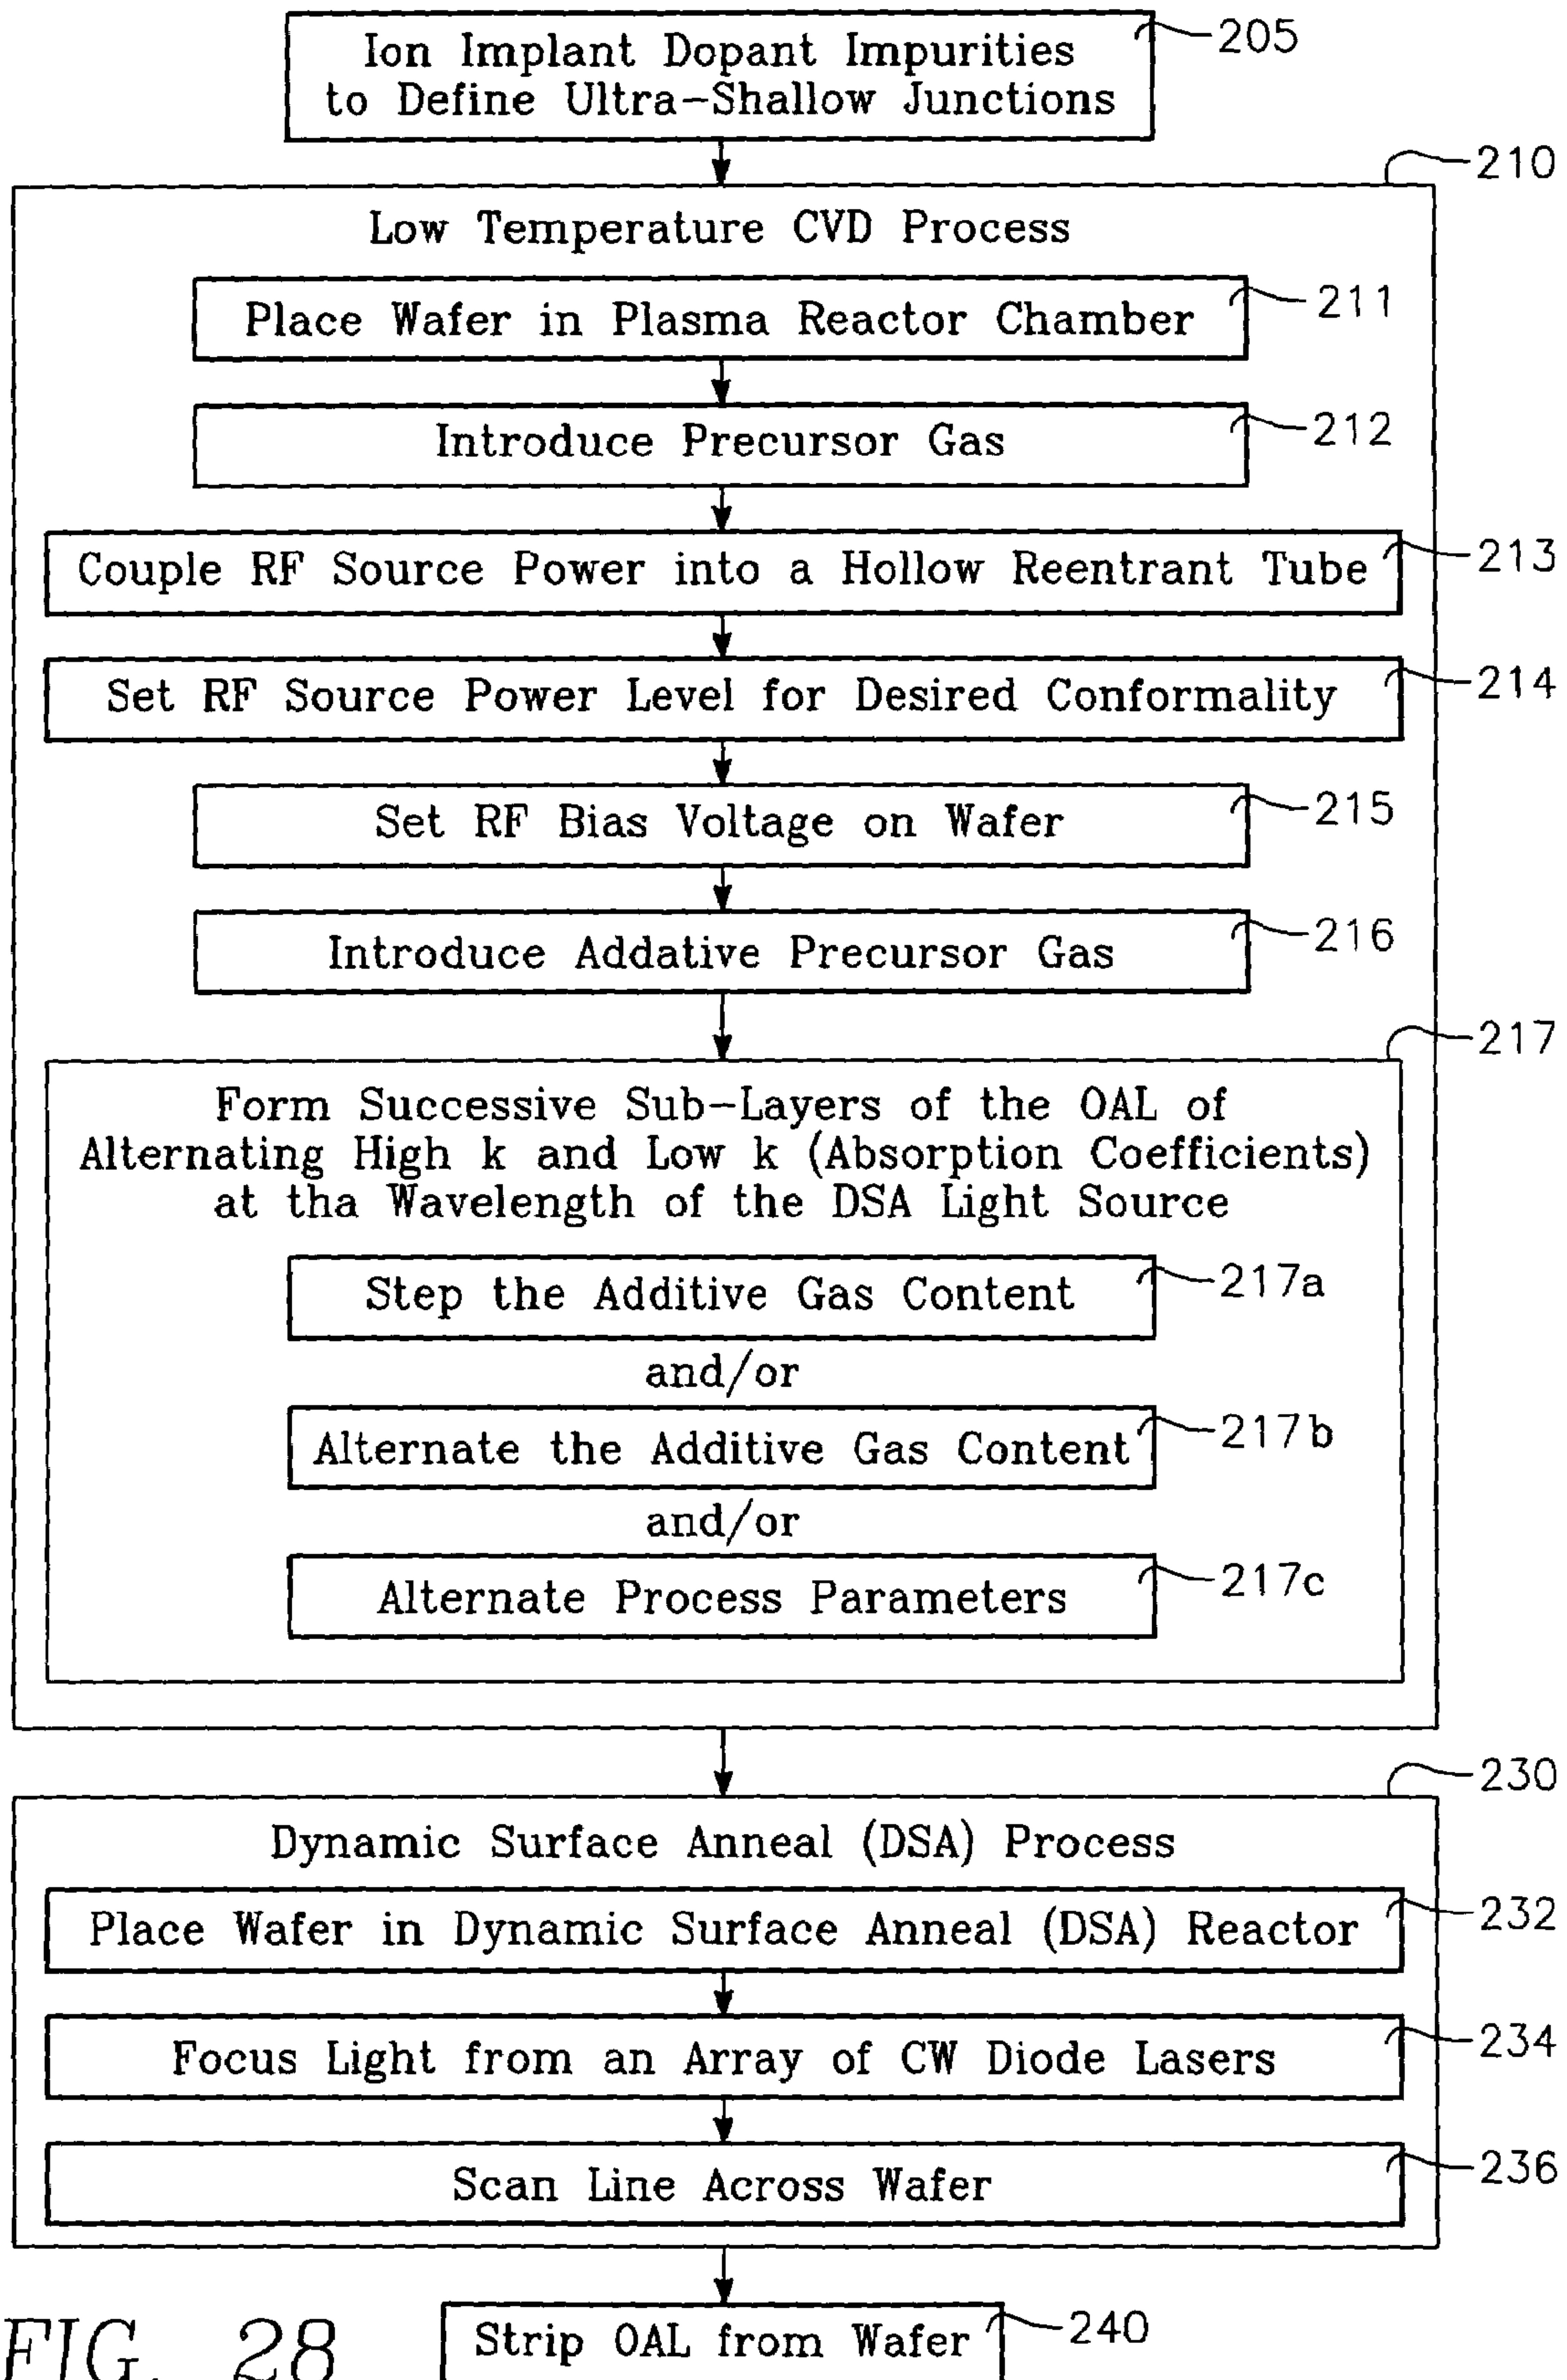 Ion Implant Dopant Impurities
to Define Ultra-Shallow Junctions
205
210
Low Temperature CVD Process
Place Wafer in Plasma Reactor Chamber
211
Introduce Precursor Gas
212
Couple RF Source Power into a Hollow Reentrant Tube
213
Set RF Source Power Level for Desired Conformality
214
Set RF Bias Voltage on Wafer
215
Introduce Addative Precursor Gas
216
217
Form Successive Sub-Layers of the OAL of
Alternating High k and Low k (Absorption Coefficients)
at tha Wavelength of the DSA Light Source
Step the Additive Gas Content
217a
and/or
Alternate the Additive Gas Content
217b
and/or
Alternate Process Parameters
217c
230
Dynamic Surface Anneal (DSA) Process
Place Wafer in Dynamic Surface Anneal (DSA) Reactor
232
Focus Light from an Array of CW Diode Lasers
234
Scan Line Across Wafer
236
Strip OAL from Wafer
240
FIG. 28